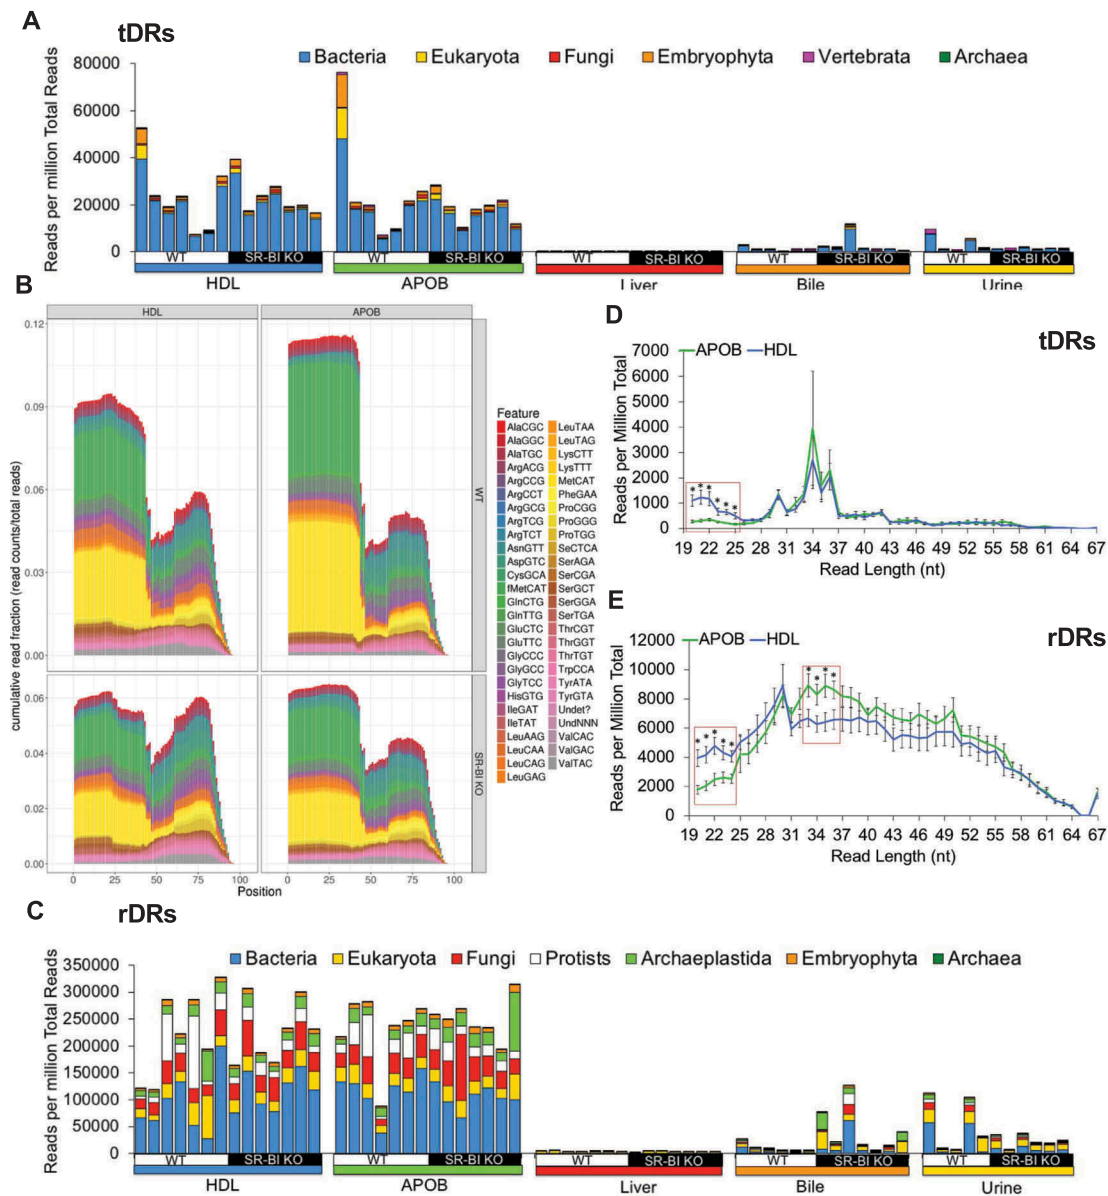 A
tDRs
Bacteria Eukaryota Fungi Embryophyta Vertebrata Archaea
Reads per million Total Reads
80000
60000
40000
20000
0
WT SR-BI KO WT SR-BI KO WT SR-BI KO WT SR-BI KO WT SR-BI KO
HDL APOB Liver Bile Urine
B
HDL APOB
cumulative read fraction (read counts/total reads)
0.12
0.09
0.06
0.03
0.00
WT
0.06
0.04
0.02
0.00
SR-BI KO
0 25 50 75 100 0 25 50 75 100
Position
Feature
AlaCGC LeuTAA
AlaGGC LeuTAG
AlaTGC LysCTT
ArgACG LysTTT
ArgCCG MetCAT
ArgCCT PheGAA
ArgGCG ProCGG
ArgTCG ProGGG
ArgTCT ProTGG
AsnGTT SeCTCA
AspGTC SerAGA
CysGCA SerCGA
fMetCAT SerGCT
GlnCTG SerGGA
GlnTTG SerTGA
GluCTC ThrCGT
GluTTC ThrGGT
GlyCCC ThrTGT
GlyGCC TrpCCA
GlyTCC TyrATA
HisGTG TyrGTA
IleGAT Undet?
IleTAT UndNNN
LeuAAG ValCAC
LeuCAA ValGAC
LeuCAG ValTAC
LeuGAG
D
tDRs
APOB HDL
Reads per Million Total
7000
6000
5000
4000
3000
2000
1000
0
* * * * *
19 22 25 28 31 34 37 40 43 46 49 52 55 58 61 64 67
Read Length (nt)
E
rDRs
APOB HDL
Reads per Million Total
12000
10000
8000
6000
4000
2000
0
* * * * * * * * *
19 22 25 28 31 34 37 40 43 46 49 52 55 58 61 64 67
Read Length (nt)
C
rDRs
Bacteria Eukaryota Fungi Protists Archaeplastida Embryophyta Archaea
Reads per million Total Reads
350000
300000
250000
200000
150000
100000
50000
0
WT SR-BI KO WT SR-BI KO WT SR-BI KO WT SR-BI KO WT SR-BI KO
HDL APOB Liver Bile Urine